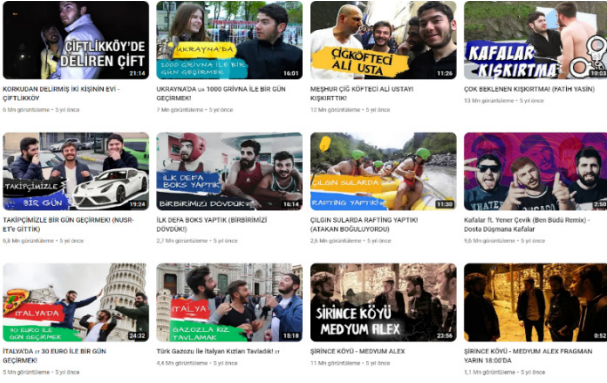 ÇİFTLİKKÖY'DE
DELİREN ÇİFT
21:14
KORKUDAN DELİRMİŞ İKİ KİŞİNİN EVİ -
ÇİFTLİKKÖY
6 Mn görüntüleme • 5 yıl önce
UKRAYNA'DA
1000 GRİVNA İLE BİR
GÜN GEÇİRMEK
16:01
UKRAYNA'DA UA 1000 GRİVNA İLE BİR GÜN
GEÇİRMEK!
7 Mn görüntüleme • 5 yıl önce
ÇİĞKÖFTECİ
ALİ USTA
11:26
MEŞHUR ÇİĞ KÖFTECİ ALİ USTAYI
KIŞKIRTTIK!
12 Mn görüntüleme • 5 yıl önce
KAFALAR
KIŞKIRTMA
10:03
ÇOK BEKLENEN KIŞKIRTMA! (FATİH YASİN)
13 Mn görüntüleme • 5 yıl önce
TAKİPÇİMİZLE
BİR GÜN
19:24
TAKİPÇİMİZLE BİR GÜN GEÇİRMEK! (NUSR-
ET'e GİTTİK)
6,8 Mn görüntüleme • 5 yıl önce
İLK DEFA
BOKS YAPTIK
BİRBİRİMİZİ
DÖVDÜK!
16:14
İLK DEFA BOKS YAPTIK (BİRBİRİMİZİ
DÖVDÜK!)
2,7 Mn görüntüleme • 5 yıl önce
ÇILGIN SULARDA
RAFTİNG YAPTIK!
11:30
ÇILGIN SULARDA RAFTİNG YAPTIK!
(ATAKAN BOĞULUYORDU)
2,6 Mn görüntüleme • 5 yıl önce
Kafalar ft. Yener Çevik (Ben Büdü Remix) -
Dosta Düşmana Kafalar
9,6 Mn görüntüleme • 5 yıl önce
İTALYA'DA
30 EURO İLE
GÜN GEÇİRMEK
24:32
İTALYA'DA IT 30 EURO İLE BİR GÜN
GEÇİRMEK!
5 Mn görüntüleme • 5 yıl önce
İTALYA
GAZOZLA KIZ
TAVLAMAK
15:18
Türk Gazozu İle İtalyan Kızları Tavladık! IT
4,4 Mn görüntüleme • 5 yıl önce
ŞİRİNCE KÖYÜ
MEDYUM ALEX
23:56
ŞİRİNCE KÖYÜ - MEDYUM ALEX
11 Mn görüntüleme • 5 yıl önce
0:52
ŞİRİNCE KÖYÜ - MEDYUM ALEX FRAGMAN
YARIN 18:00'DA
1,1 Mn görüntüleme • 5 yıl önce